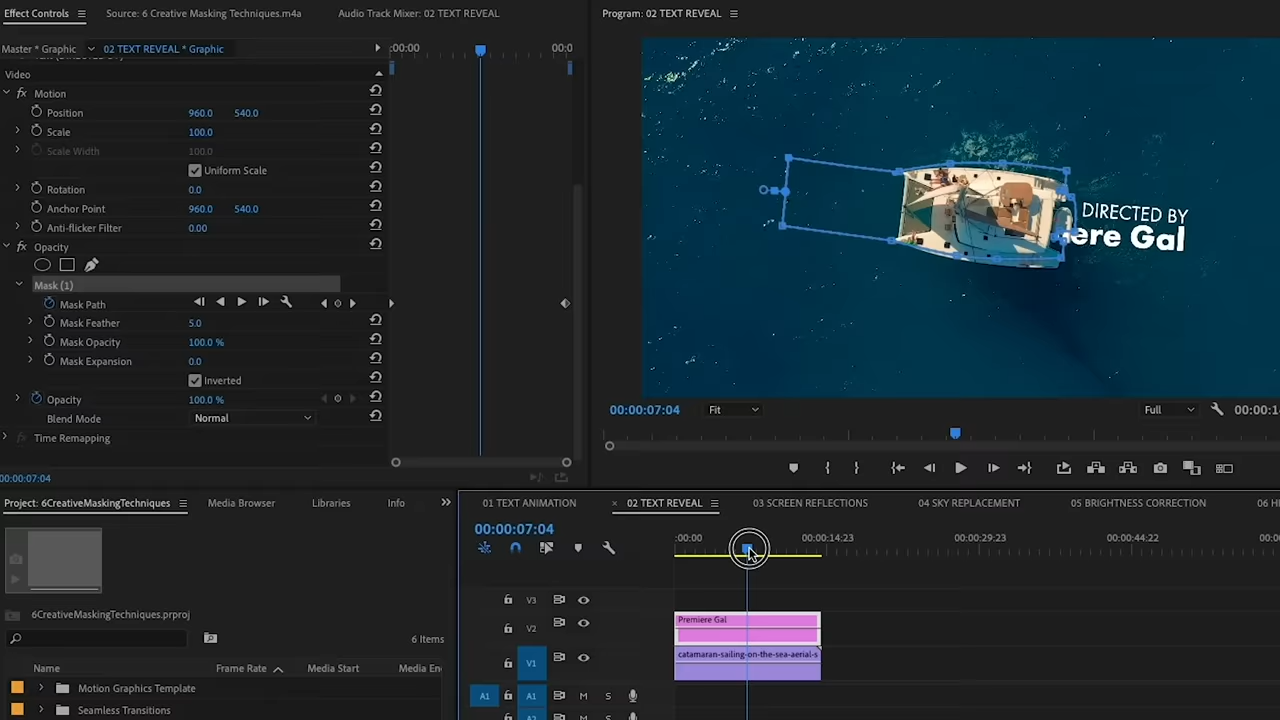 Effect Controls
Source: 6 Creative Masking Techniques.m4a
Audio Track Mixer: 02 TEXT REVEAL
Program: 02 TEXT REVEAL
Master * Graphic
02 TEXT REVEAL * Graphic
:00:00
00:0
Video
fx Motion
Position 960.0 540.0
Scale 100.0
Scale Width 100.0
Uniform Scale
Rotation 0.0
Anchor Point 960.0 540.0
Anti-flicker Filter 0.00
fx Opacity
Mask (1)
Mask Path
Mask Feather 5.0
Mask Opacity 100.0 %
Mask Expansion 0.0
Inverted
Opacity 100.0 %
Blend Mode Normal
fx Time Remapping
00:00:07:04
DIRECTED BY
ere Gal
00:00:07:04
Fit
Full
00:00:1
Project: 6CreativeMaskingTechniques
Media Browser
Libraries
Info
6CreativeMaskingTechniques.prproj
6 Items
Name
Frame Rate
Media Start
Media En
Motion Graphics Template
Seamless Transitions
01 TEXT ANIMATION
02 TEXT REVEAL
03 SCREEN REFLECTIONS
04 SKY REPLACEMENT
05 BRIGHTNESS CORRECTION
06 H
00:00:07:04
:00:00
00:00:14:23
00:00:29:23
00:00:44:22
00:0
V3
V2
Premiere Gal
V1
catamaran-sailing-on-the-sea-aerial-s
A1
A1
M
S
A2
M
S